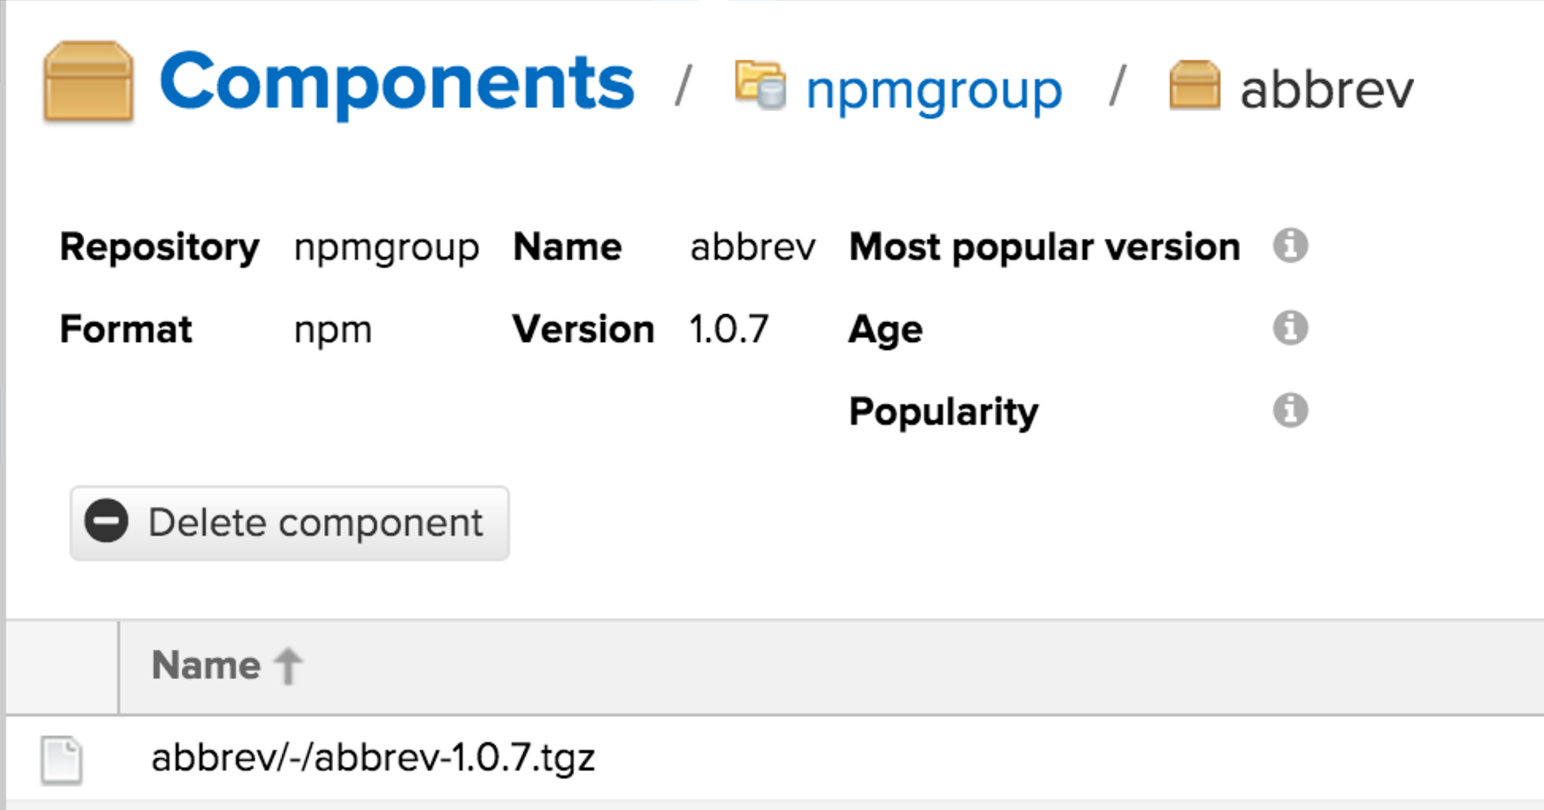 Components / npmgroup / abbrev
Repository npmgroup Name abbrev Most popular version
Format npm Version 1.0.7 Age
Popularity
Delete component
Name
abbrev/-/abbrev-1.0.7.tgz